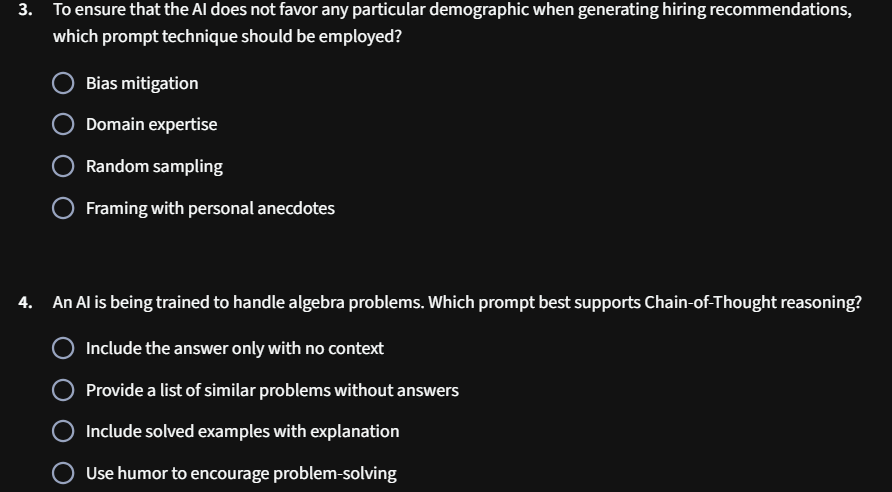 3. To ensure that the AI does not favor any particular demographic when generating hiring recommendations,
which prompt technique should be employed?
Bias mitigation
Domain expertise
Random sampling
Framing with personal anecdotes
4. An AI is being trained to handle algebra problems. Which prompt best supports Chain-of-Thought reasoning?
Include the answer only with no context
Provide a list of similar problems without answers
Include solved examples with explanation
Use humor to encourage problem-solving